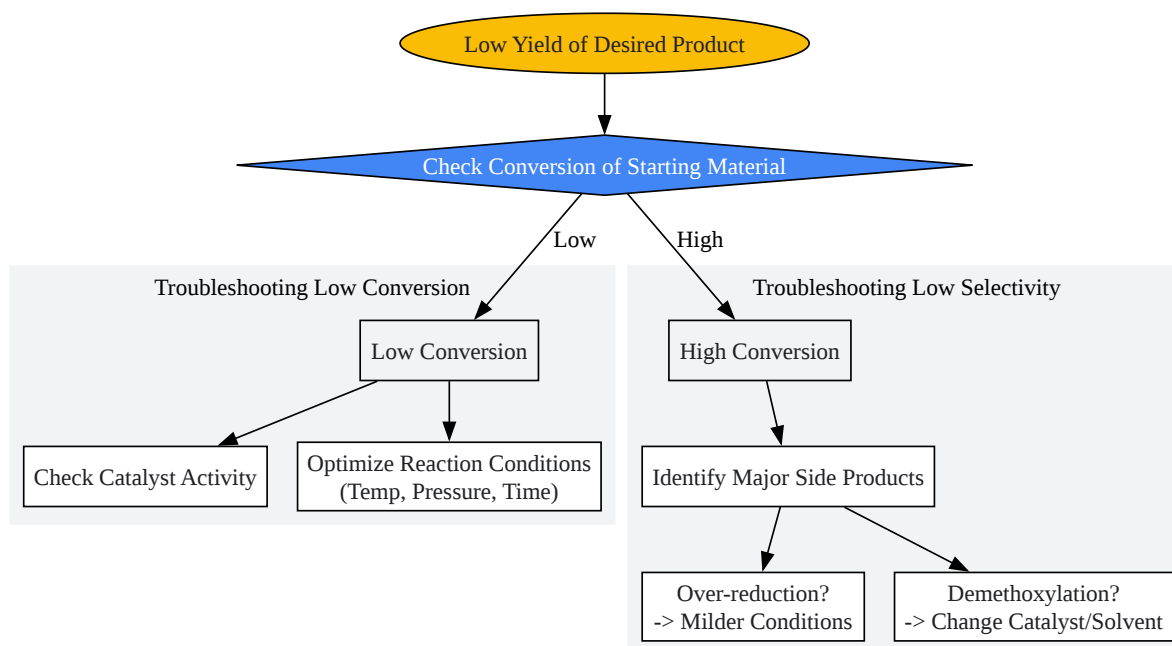 Low Yield of Desired Product
Check Conversion of Starting Material
Low
High
Troubleshooting Low Conversion
Troubleshooting Low Selectivity
Low Conversion
High Conversion
Check Catalyst Activity
Optimize Reaction Conditions
(Temp, Pressure, Time)
Identify Major Side Products
Over-reduction?
-> Milder Conditions
Demethoxylation?
-> Change Catalyst/Solvent